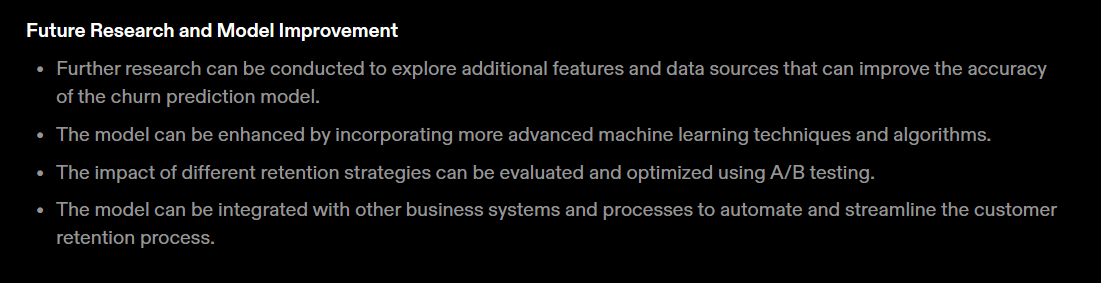 Future Research and Model Improvement
• Further research can be conducted to explore additional features and data sources that can improve the accuracy
of the churn prediction model.
• The model can be enhanced by incorporating more advanced machine learning techniques and algorithms.
• The impact of different retention strategies can be evaluated and optimized using A/B testing.
• The model can be integrated with other business systems and processes to automate and streamline the customer
retention process.